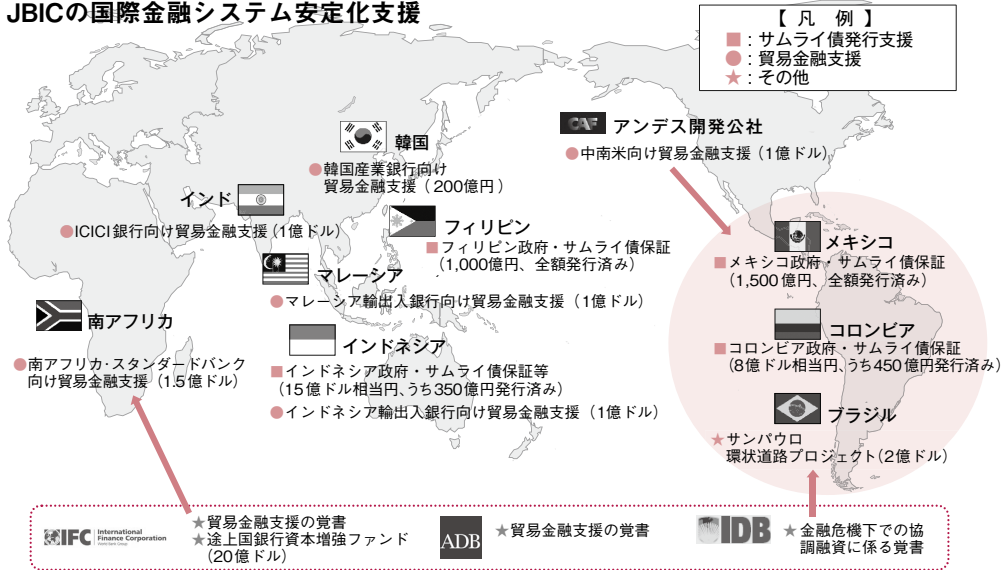 JBICの国際金融システム安定化支援
【 凡 例 】
■：サムライ債発行支援
●：貿易金融支援
★：その他
韓国
●韓国産業銀行向け
貿易金融支援（200億円）
CAF アンデス開発公社
●中南米向け貿易金融支援（1億ドル）
インド
●ICICI銀行向け貿易金融支援（1億ドル）
フィリピン
■フィリピン政府・サムライ債保証
（1,000億円、全額発行済み）
マレーシア
●マレーシア輸出入銀行向け貿易金融支援（1億ドル）
メキシコ
■メキシコ政府・サムライ債保証
（1,500億円、全額発行済み）
南アフリカ
●南アフリカ・スタンダードバンク
向け貿易金融支援（1.5億ドル）
インドネシア
■インドネシア政府・サムライ債保証等
（15億ドル相当円、うち350億円発行済み）
●インドネシア輸出入銀行向け貿易金融支援（1億ドル）
コロンビア
■コロンビア政府・サムライ債保証
（8億ドル相当円、うち450億円発行済み）
ブラジル
★サンパウロ
環状道路プロジェクト（2億ドル）
IFC International
Finance Corporation
World Bank Group
★貿易金融支援の覚書
★途上国銀行資本増強ファンド
（20億ドル）
ADB
★貿易金融支援の覚書
IDB
★金融危機下での協
調融資に係る覚書